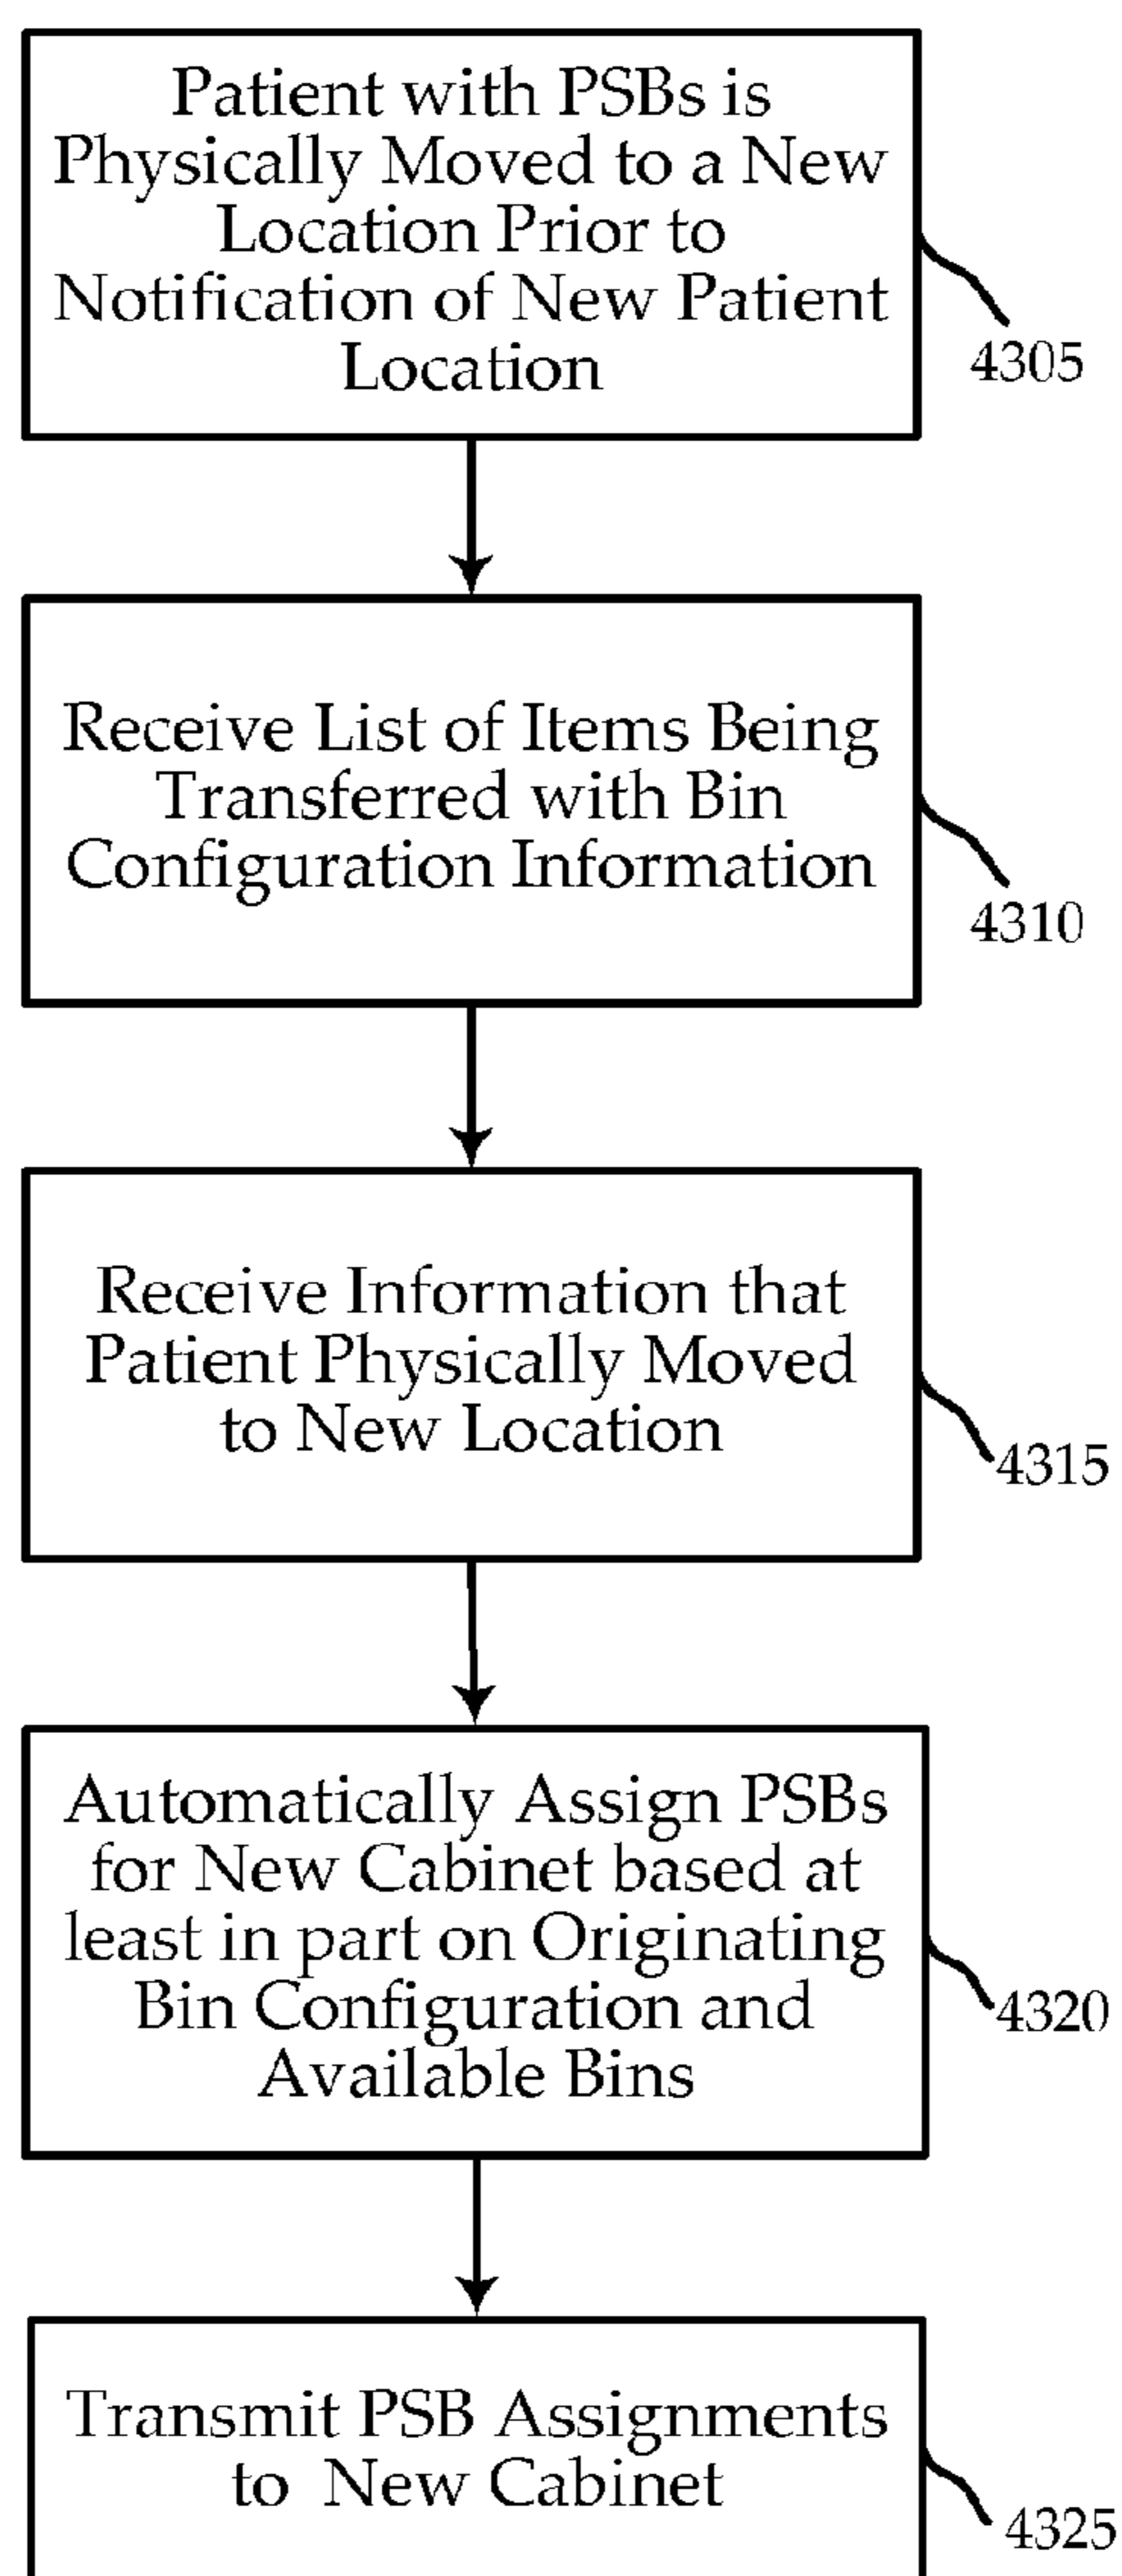 Patient with PSBs is
Physically Moved to a New
Location Prior to
Notification of New Patient
Location
4305
Receive List of Items Being
Transferred with Bin
Configuration Information
4310
Receive Information that
Patient Physically Moved
to New Location
4315
Automatically Assign PSBs
for New Cabinet based at
least in part on Originating
Bin Configuration and
Available Bins
4320
Transmit PSB Assignments
to New Cabinet
4325